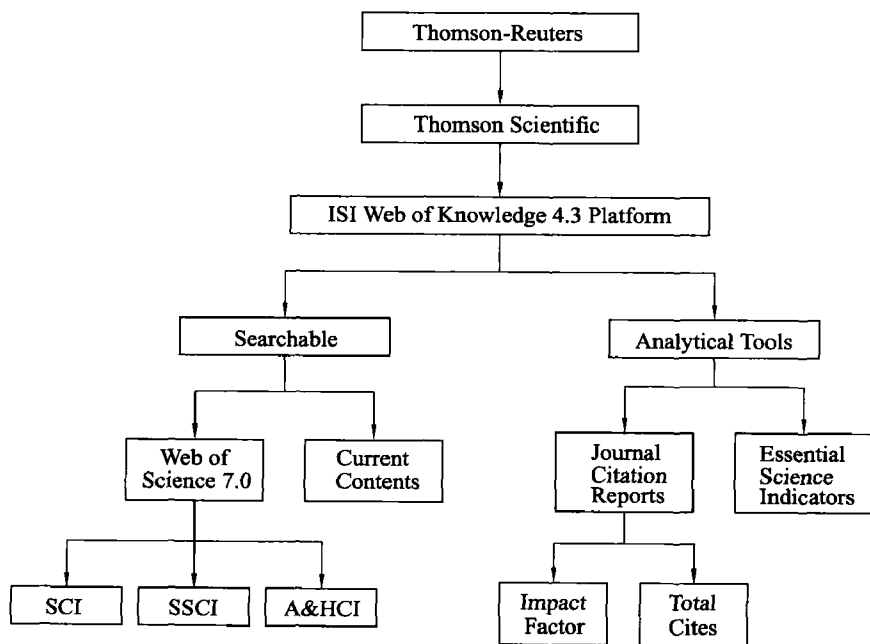 Thomson-Reuters
Thomson Scientific
ISI Web of Knowledge 4.3 Platform
Searchable
Analytical Tools
Web of
Science 7.0
Current
Contents
Journal
Citation
Reports
Essential
Science
Indicators
SCI
SSCI
A&HCI
Impact
Factor
Total
Cites